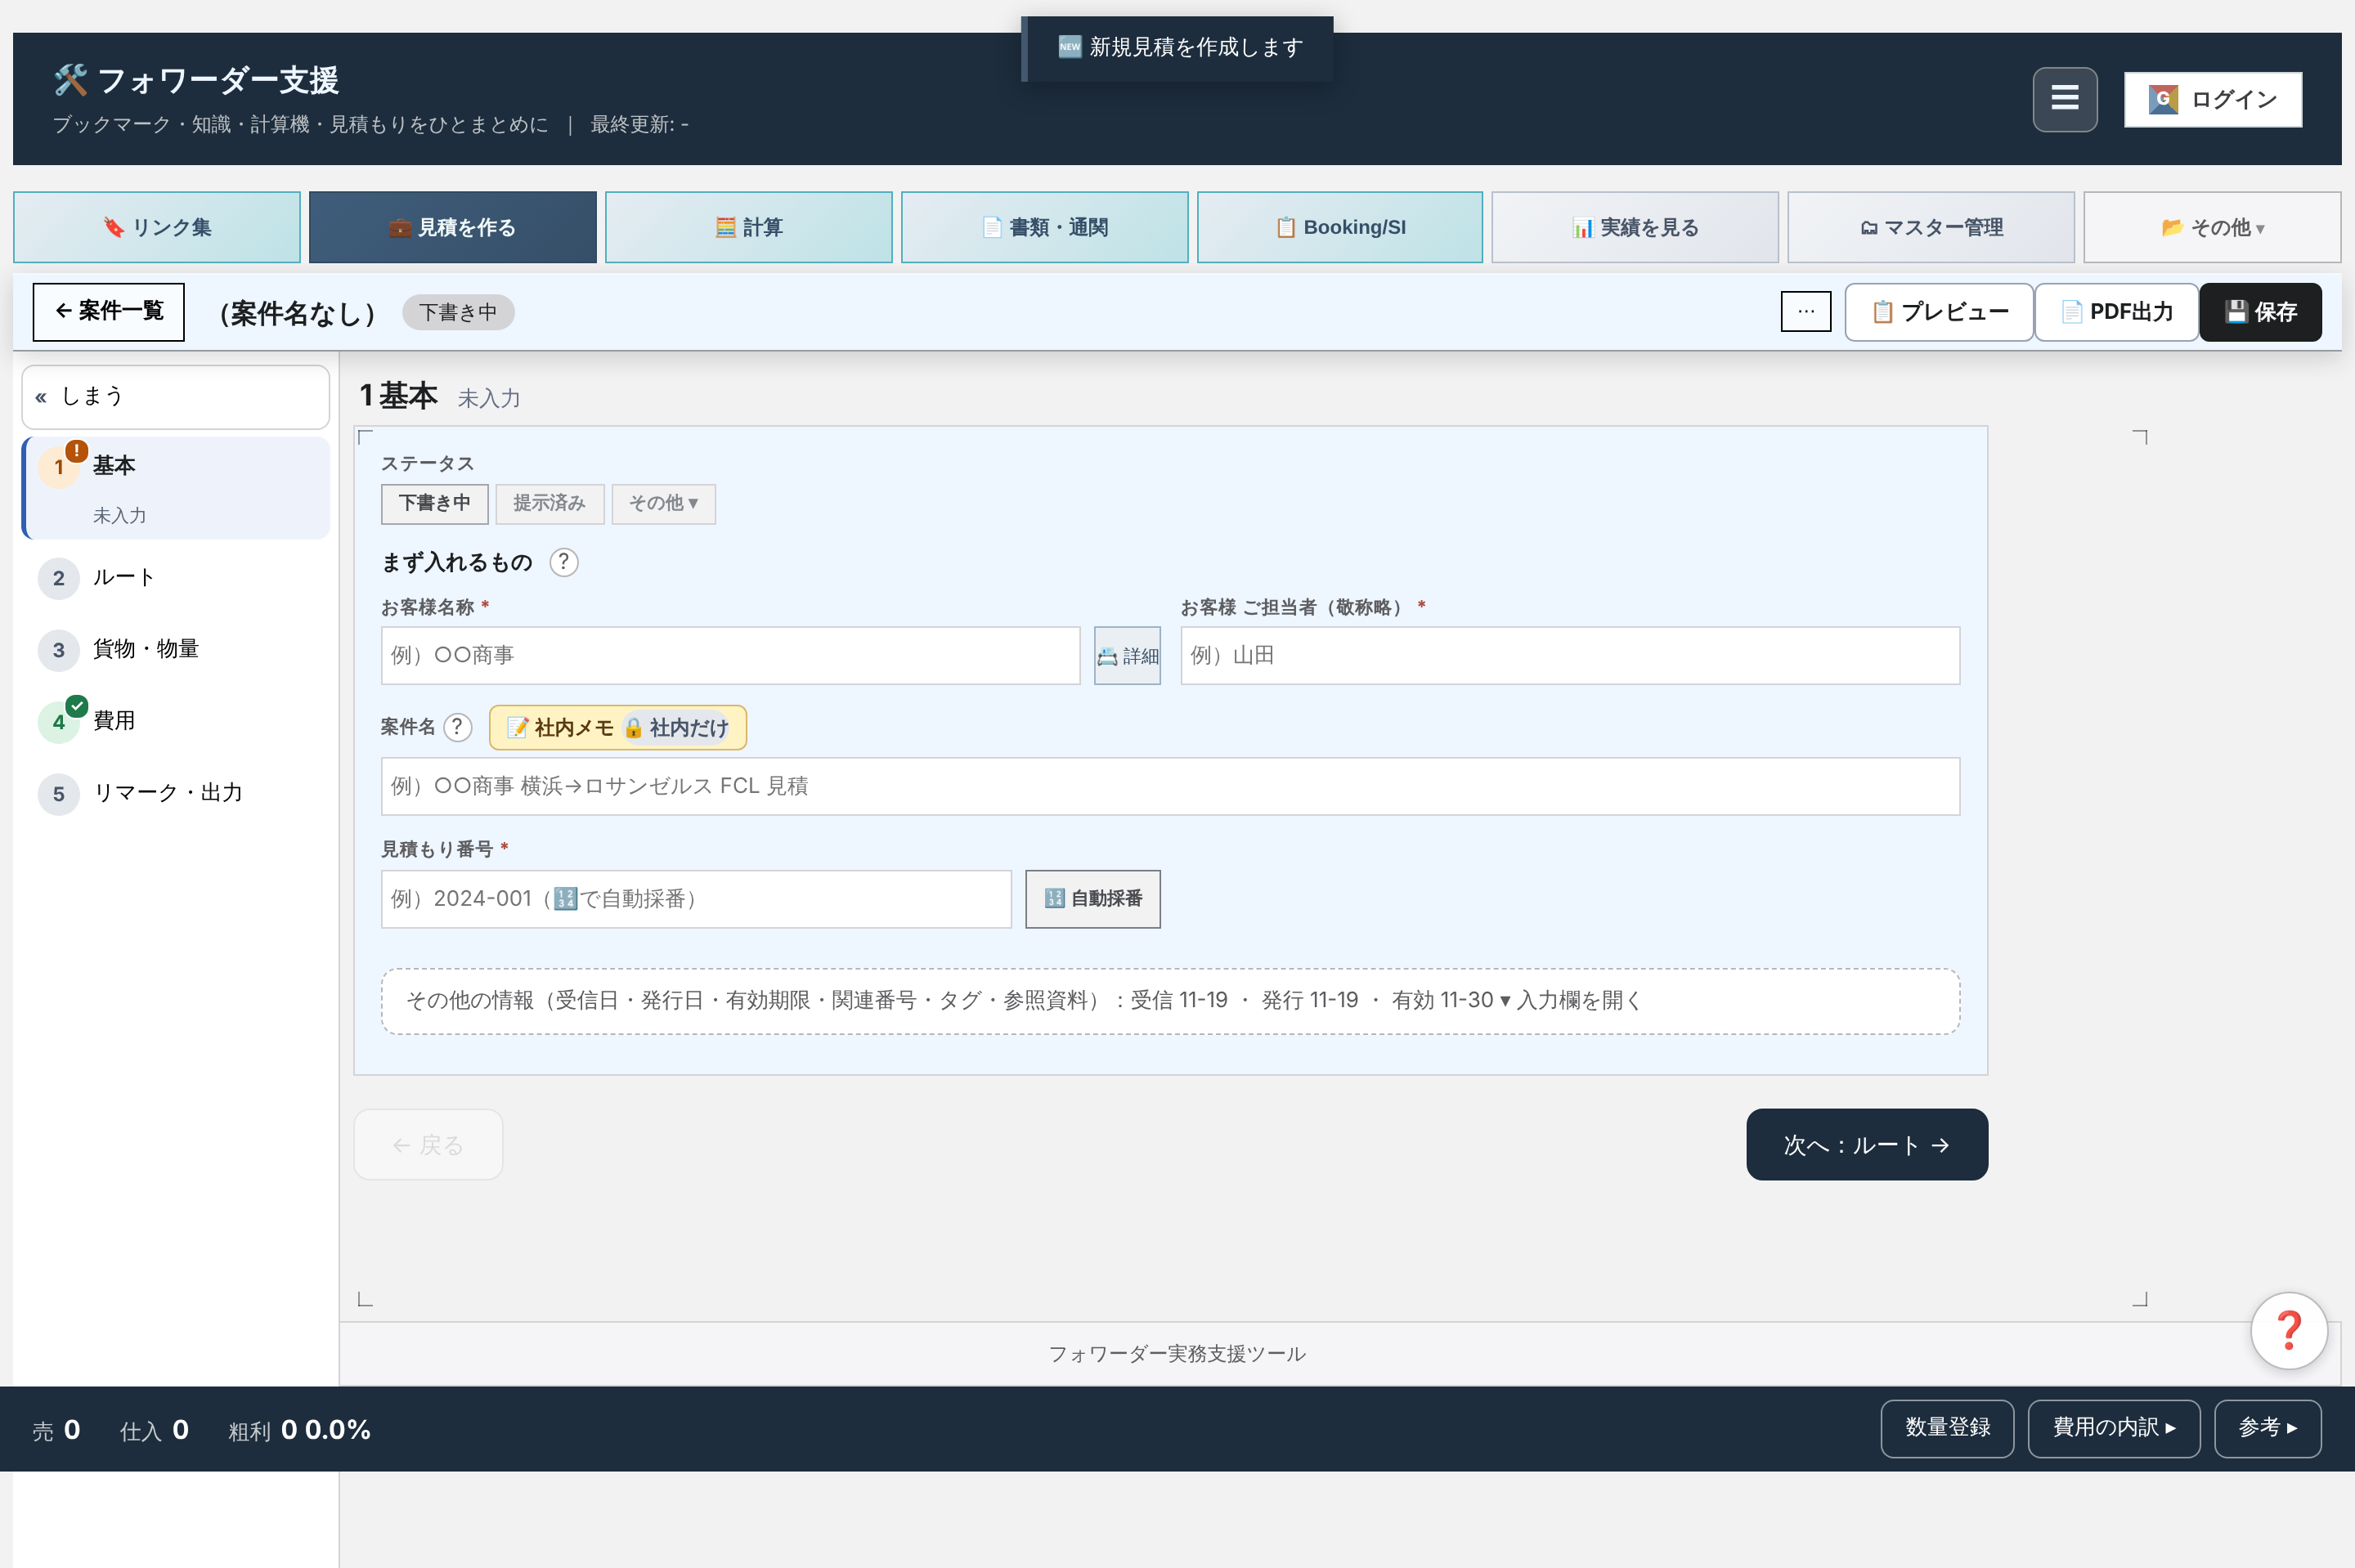 🆕 新規見積を作成します
🛠️ フォワーダー支援
ブックマーク・知識・計算機・見積もりをひとまとめに ｜ 最終更新: -
☰
G ログイン
🔖 リンク集
💼 見積を作る
🧮 計算
📄 書類・通関
📋 Booking/SI
📊 実績を見る
🗂 マスター管理
📂 その他 ▾
← 案件一覧
（案件名なし）
下書き中
…
📋 プレビュー
📄 PDF出力
💾 保存
« しまう
1 ! 基本
未入力
2 ルート
3 貨物・物量
4 ✓ 費用
5 リマーク・出力
1 基本 未入力
ステータス
下書き中
提示済み
その他 ▾
まず入れるもの ?
お客様名称 *
例）〇〇商事
📇 詳細
お客様 ご担当者（敬称略） *
例）山田
案件名 ? 📝 社内メモ 🔒 社内だけ
例）〇〇商事 横浜→ロサンゼルス FCL 見積
見積もり番号 *
例）2024-001（🔢で自動採番）
🔢 自動採番
その他の情報（受信日・発行日・有効期限・関連番号・タグ・参照資料）：受信 11-19 ・ 発行 11-19 ・ 有効 11-30 ▾ 入力欄を開く
← 戻る
次へ：ルート →
フォワーダー実務支援ツール
❓
売 0 仕入 0 粗利 0 0.0%
数量登録
費用の内訳 ▸
参考 ▸